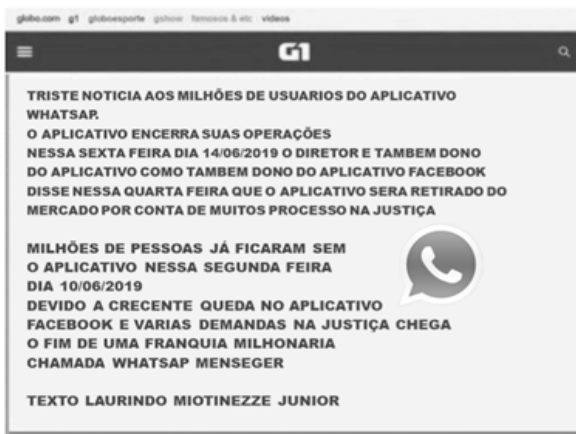 globo.com g1 globoesporte gshow famosos & etc vídeos
G1
TRISTE NOTICIA AOS MILHÕES DE USUARIOS DO APLICATIVO
WHATSAP.
O APLICATIVO ENCERRA SUAS OPERAÇÕES
NESSA SEXTA FEIRA DIA 14/06/2019 O DIRETOR E TAMBEM DONO
DO APLICATIVO COMO TAMBEM DONO DO APLICATIVO FACEBOOK
DISSE NESSA QUARTA FEIRA QUE O APLICATIVO SERA RETIRADO DO
MERCADO POR CONTA DE MUITOS PROCESSO NA JUSTIÇA
MILHÕES DE PESSOAS JÁ FICARAM SEM
O APLICATIVO NESSA SEGUNDA FEIRA
DIA 10/06/2019
DEVIDO A CRECENTE QUEDA NO APLICATIVO
FACEBOOK E VARIAS DEMANDAS NA JUSTIÇA CHEGA
O FIM DE UMA FRANQUIA MILHONARIA
CHAMADA WHATSAP MENSEGER
TEXTO LAURINDO MIOTINEZZE JUNIOR